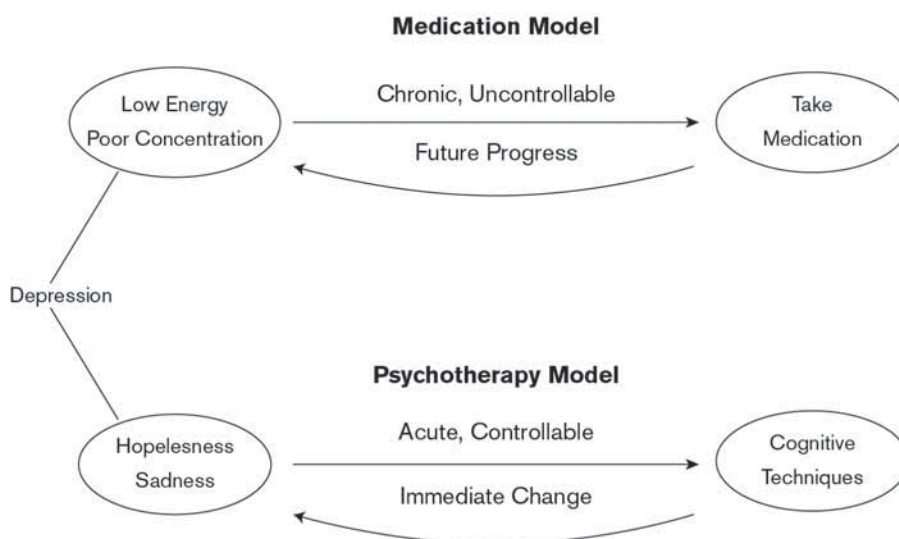 Medication Model
Low Energy
Poor Concentration
Chronic, Uncontrollable
Future Progress
Take
Medication
Depression
Psychotherapy Model
Hopelesness
Sadness
Acute, Controllable
Immediate Change
Cognitive
Techniques